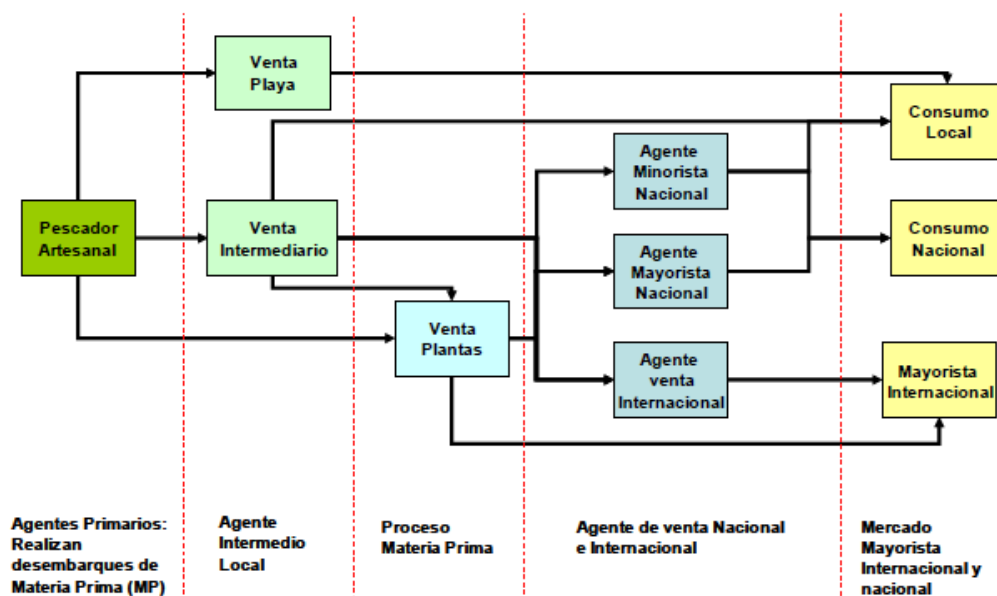 Venta
Playa
Consumo
Local
Agente
Minorista
Nacional
Pescador
Artesanal
Venta
Intermediario
Agente
Mayorista
Nacional
Consumo
Nacional
Venta
Plantas
Agente
venta
Internacional
Mayorista
Internacional
Agentes Primarios:
Realizan
desembarques de
Materia Prima (MP)
Agente
Intermedio
Local
Proceso
Materia Prima
Agente de venta Nacional
e Internacional
Mercado
Mayorista
Internacional y
nacional